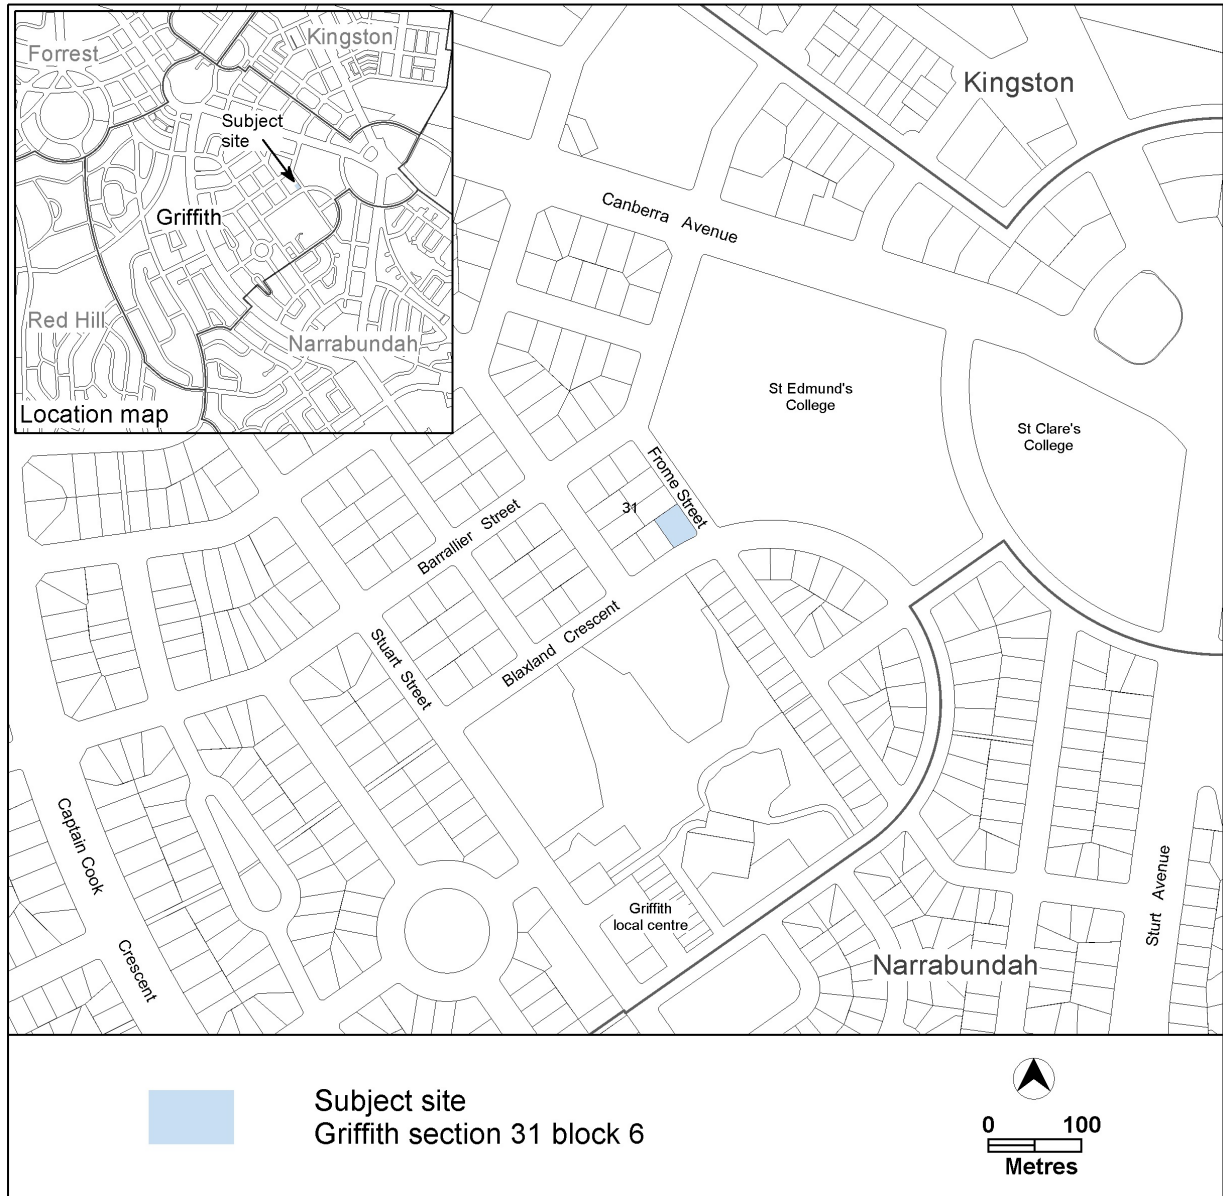 Forrest
Kingston
Subject
site
Griffith
Red Hill
Narrabundah
Location map
Kingston
Canberra Avenue
St Edmund's
College
St Clare's
College
Frome Street
31
Barrallier Street
Blaxland Crescent
Stuart Street
Captain Cook
Crescent
Griffith
local centre
Sturt Avenue
Narrabundah
Subject site
Griffith section 31 block 6
0 100
Metres